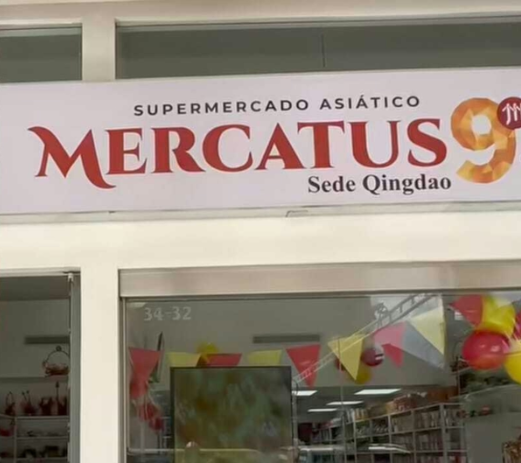 SUPERMERCADO ASIÁTICO
MERCATUS 9
Sede Qingdao
34-32